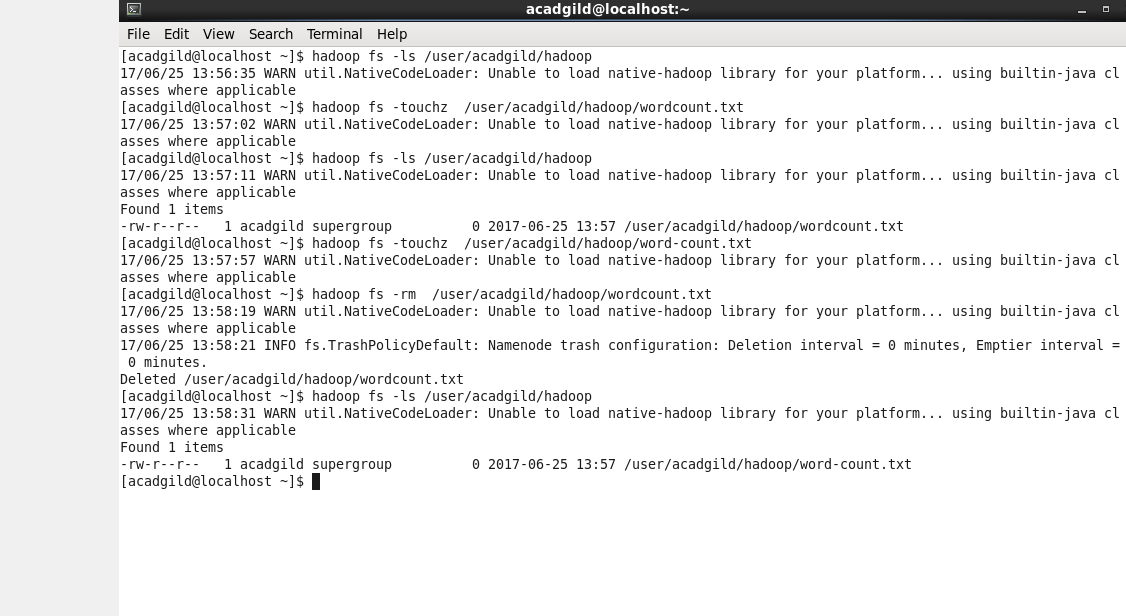 acadgild@localhost:~
File Edit View Search Terminal Help
[acadgild@localhost ~]$ hadoop fs -ls /user/acadgild/hadoop
17/06/25 13:56:35 WARN util.NativeCodeLoader: Unable to load native-hadoop library for your platform... using builtin-java cl
asses where applicable
[acadgild@localhost ~]$ hadoop fs -touchz  /user/acadgild/hadoop/wordcount.txt
17/06/25 13:57:02 WARN util.NativeCodeLoader: Unable to load native-hadoop library for your platform... using builtin-java cl
asses where applicable
[acadgild@localhost ~]$ hadoop fs -ls /user/acadgild/hadoop
17/06/25 13:57:11 WARN util.NativeCodeLoader: Unable to load native-hadoop library for your platform... using builtin-java cl
asses where applicable
Found 1 items
-rw-r--r--   1 acadgild supergroup          0 2017-06-25 13:57 /user/acadgild/hadoop/wordcount.txt
[acadgild@localhost ~]$ hadoop fs -touchz  /user/acadgild/hadoop/word-count.txt
17/06/25 13:57:57 WARN util.NativeCodeLoader: Unable to load native-hadoop library for your platform... using builtin-java cl
asses where applicable
[acadgild@localhost ~]$ hadoop fs -rm  /user/acadgild/hadoop/wordcount.txt
17/06/25 13:58:19 WARN util.NativeCodeLoader: Unable to load native-hadoop library for your platform... using builtin-java cl
asses where applicable
17/06/25 13:58:21 INFO fs.TrashPolicyDefault: Namenode trash configuration: Deletion interval = 0 minutes, Emptier interval =
 0 minutes.
Deleted /user/acadgild/hadoop/wordcount.txt
[acadgild@localhost ~]$ hadoop fs -ls /user/acadgild/hadoop
17/06/25 13:58:31 WARN util.NativeCodeLoader: Unable to load native-hadoop library for your platform... using builtin-java cl
asses where applicable
Found 1 items
-rw-r--r--   1 acadgild supergroup          0 2017-06-25 13:57 /user/acadgild/hadoop/word-count.txt
[acadgild@localhost ~]$